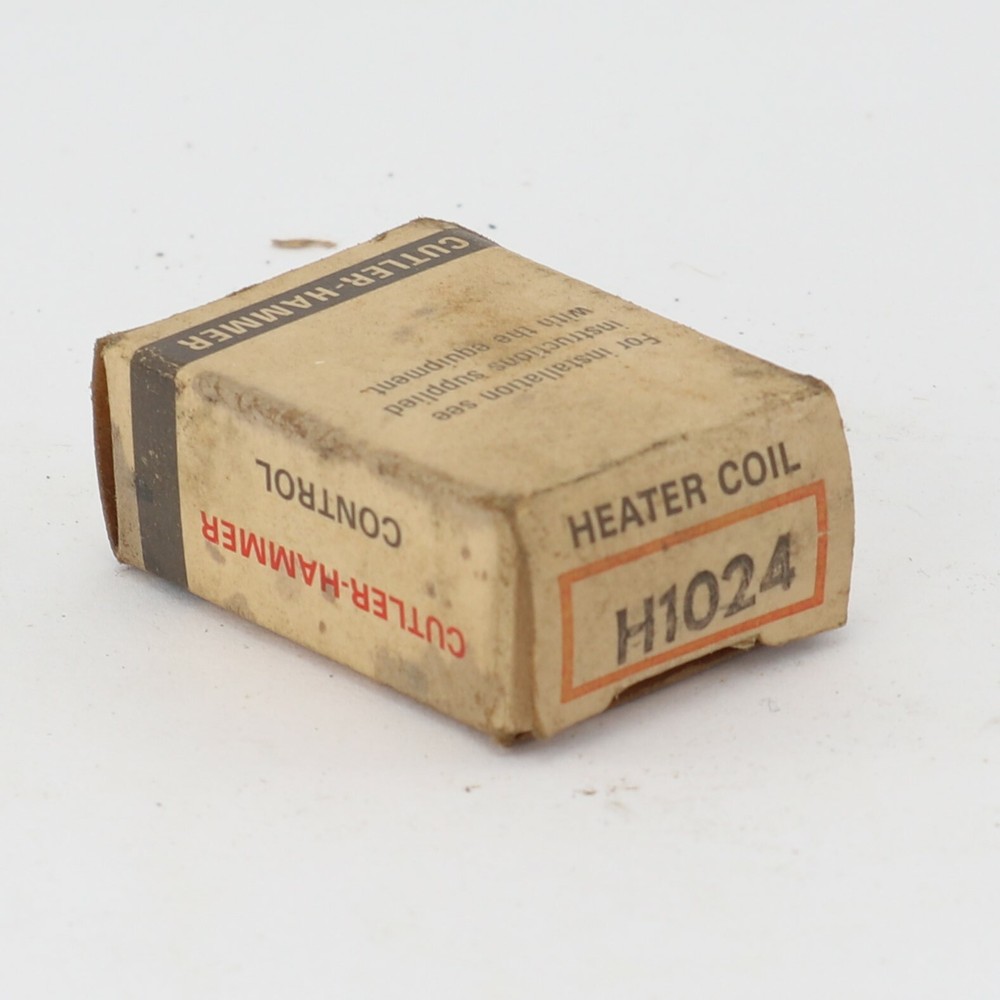 CUTLER-HAMMER
For installation see
instructions supplied
with the equipment.
CUTLER-HAMMER
CONTROL
HEATER COIL
H1024